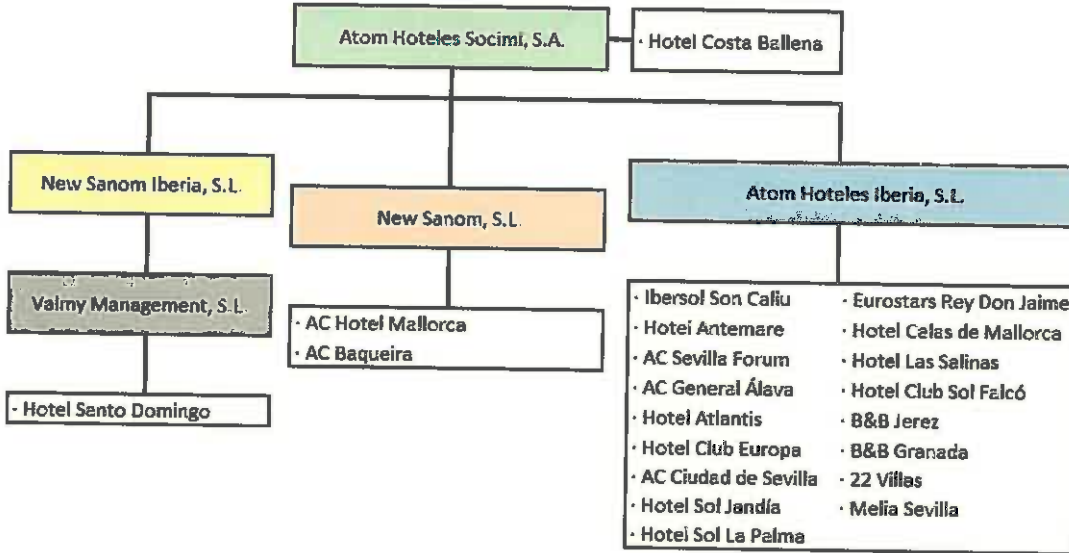 Atom Hoteles Socimi, S.A.
· Hotel Costa Ballena
New Sanom Iberia, S.L.
New Sanom, S.L.
Atom Hoteles Iberia, S.L.
Valmy Management, S.L.
· AC Hotel Mallorca
· AC Baqueira
· Hotel Santo Domingo
· Ibersol Son Caliu
· Hotel Antemare
· AC Sevilla Forum
· AC General Álava
· Hotel Atlantis
· Hotel Club Europa
· AC Ciudad de Sevilla
· Hotel Sol Jandía
· Hotel Sol La Palma
· Eurostars Rey Don Jaime
· Hotel Calas de Mallorca
· Hotel Las Salinas
· Hotel Club Sol Falcó
· B&B Jerez
· B&B Granada
· 22 Villas
· Melia Sevilla